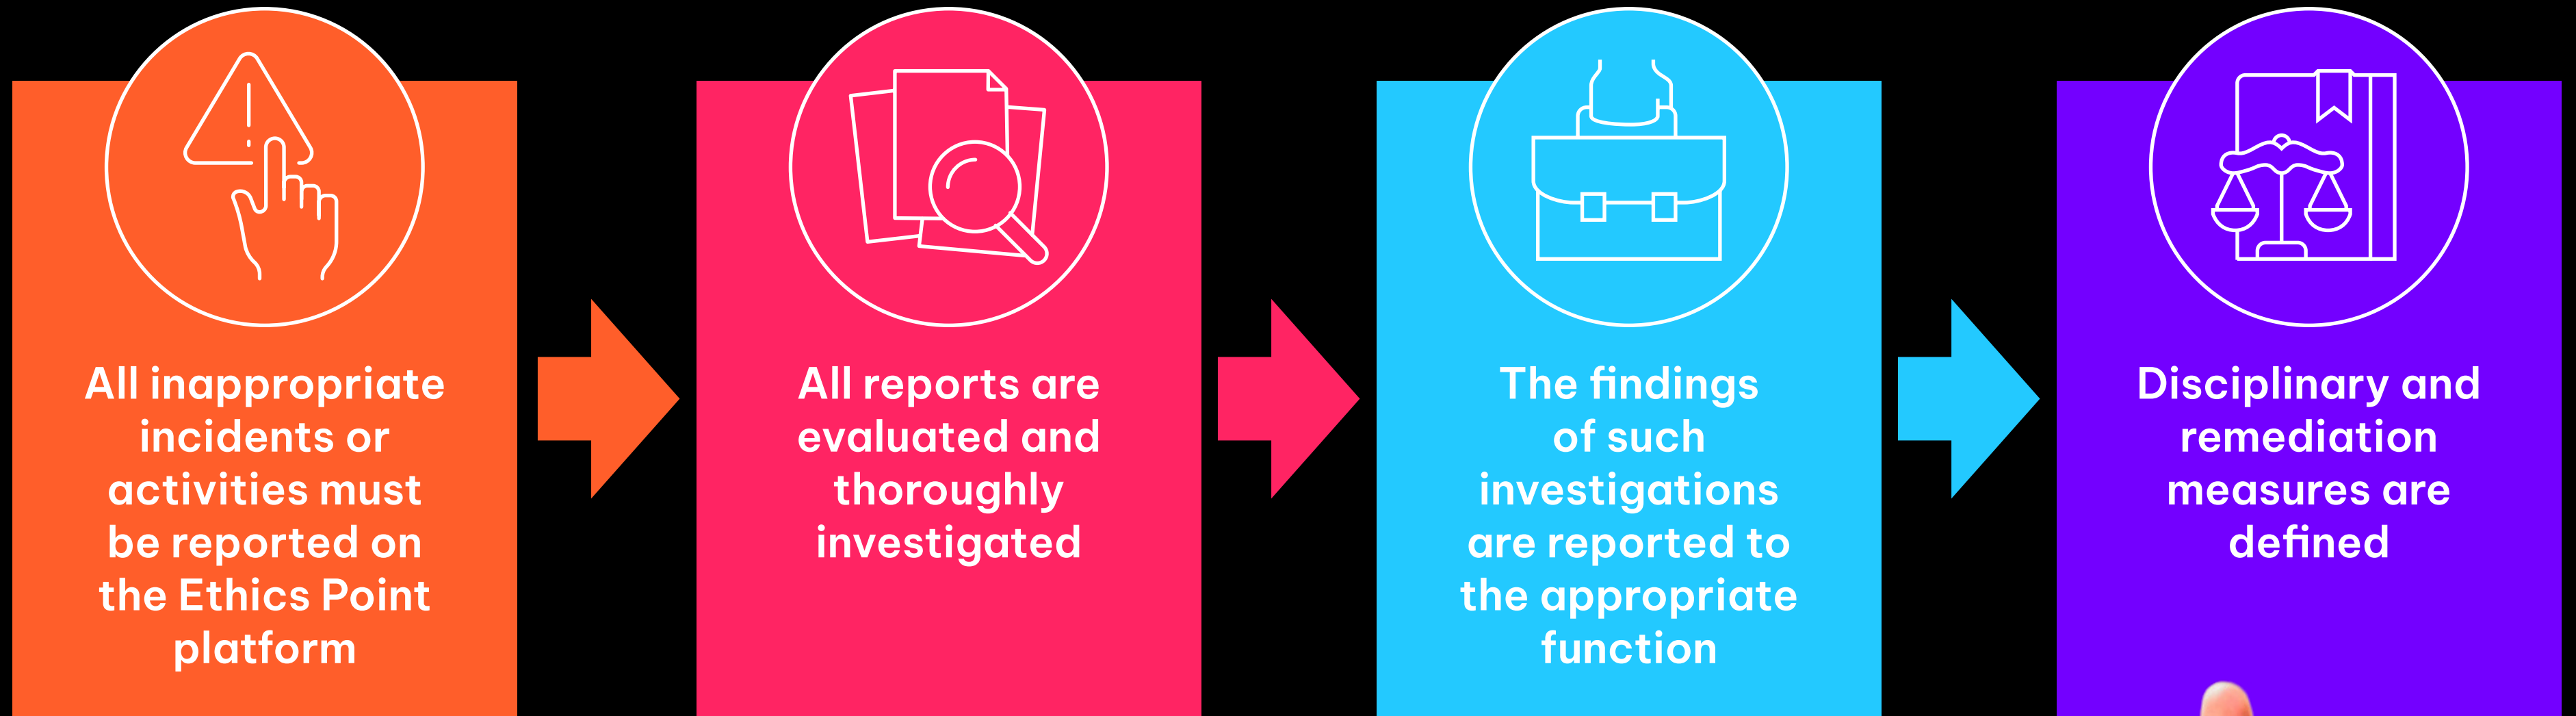 All inappropriate
incidents or
activities must
be reported on
the Ethics Point
platform
All reports are
evaluated and
thoroughly
investigated
The findings
of such
investigations
are reported to
the appropriate
function
Disciplinary and
remediation
measures are
defined